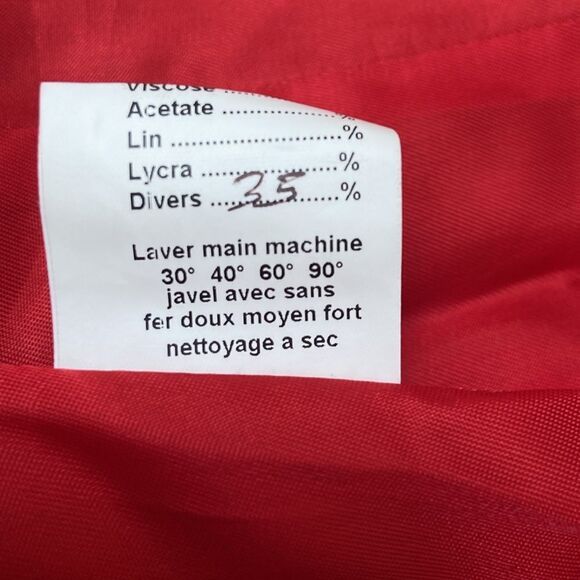 Viscose ....
Acetate ................%
Lin .........................%
Lycra ....................%
Divers ...35...............%
Laver main machine
30° 40° 60° 90°
javel avec sans
fer doux moyen fort
nettoyage a sec